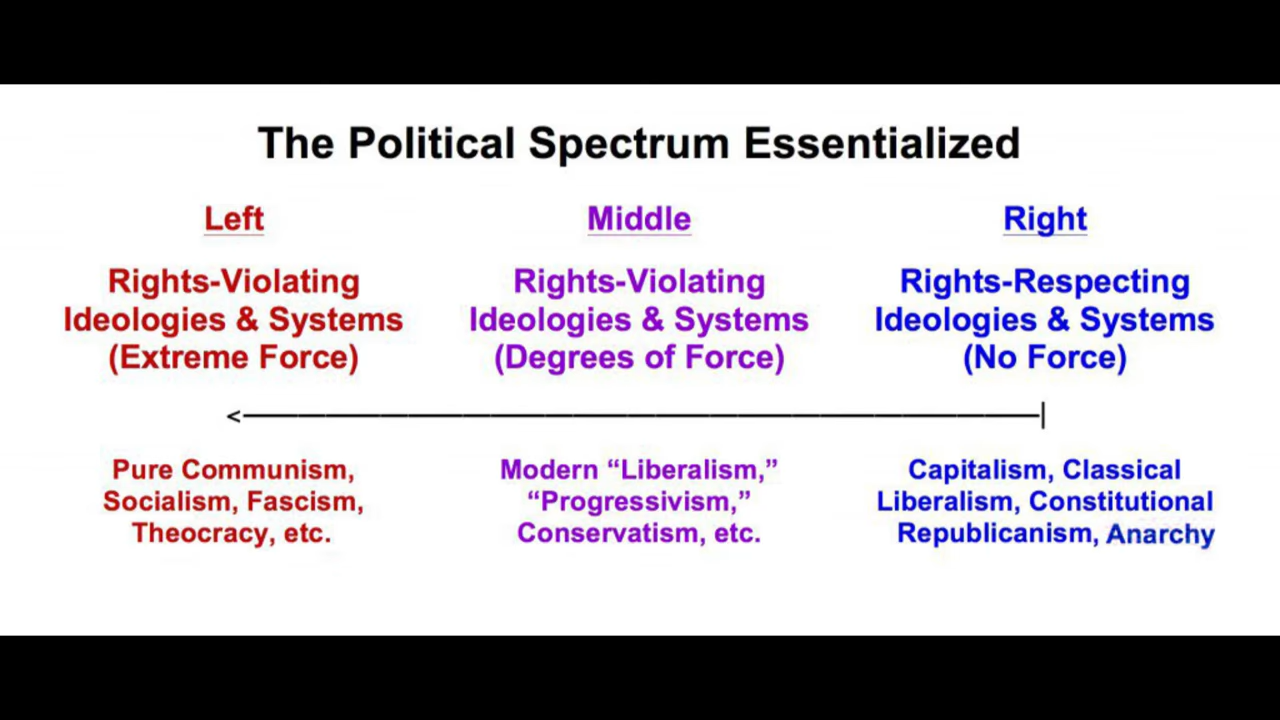 The Political Spectrum Essentialized
Left
Middle
Right
Rights-Violating
Ideologies & Systems
(Extreme Force)
Rights-Violating
Ideologies & Systems
(Degrees of Force)
Rights-Respecting
Ideologies & Systems
(No Force)
Pure Communism,
Socialism, Fascism,
Theocracy, etc.
Modern “Liberalism,”
“Progressivism,”
Conservatism, etc.
Capitalism, Classical
Liberalism, Constitutional
Republicanism, Anarchy